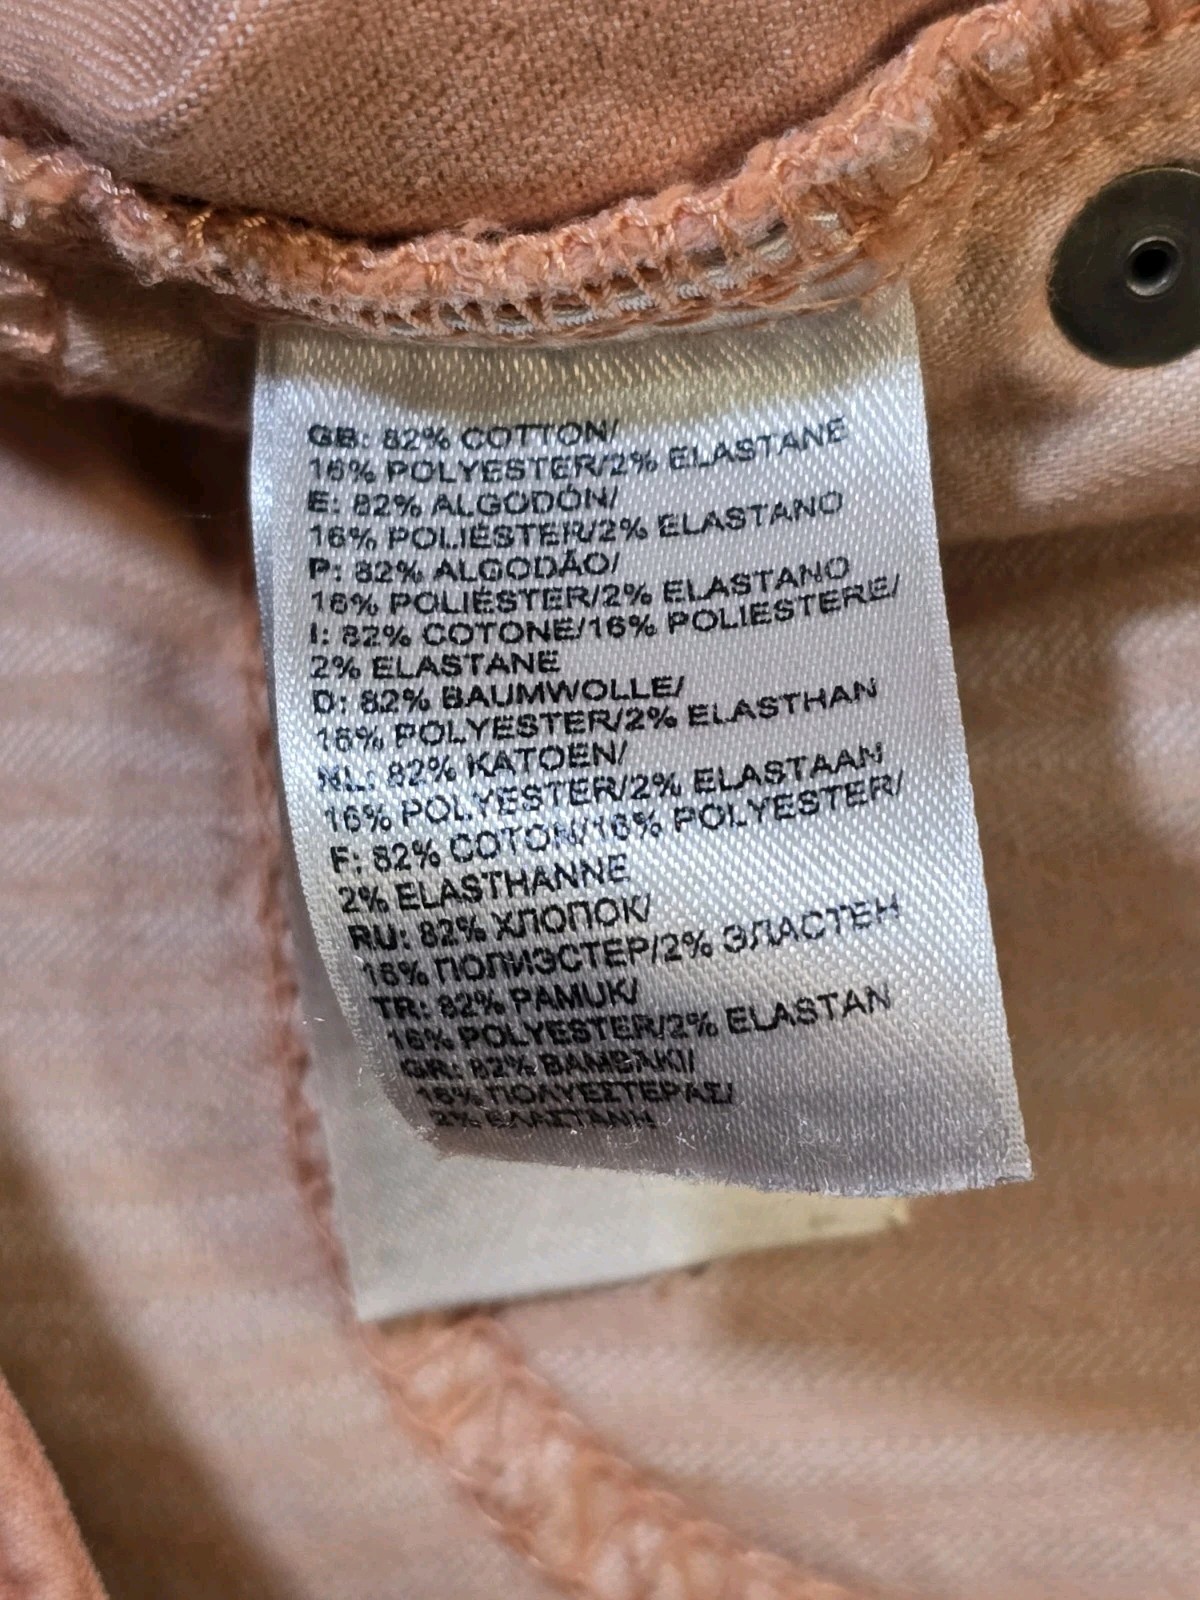 GB: 82% COTTON/
16% POLYESTER/2% ELASTANE
E: 82% ALGODÓN/
16% POLIÉSTER/2% ELASTANO
P: 82% ALGODÃO/
16% POLIÉSTER/2% ELASTANO
I: 82% COTONE/16% POLIESTERE/
2% ELASTANE
D: 82% BAUMWOLLE/
16% POLYESTER/2% ELASTHAN
NL: 82% KATOEN/
16% POLYESTER/2% ELASTAAN
F: 82% COTON/16% POLYESTER/
2% ELASTHANNE
RU: 82% ХЛОПОК/
16% ПОЛИЭСТЕР/2% ЭЛАСТЕН
TR: 82% PAMUK/
16% POLYESTER/2% ELASTAN
GR: 82% ΒΑΜΒΑΚΙ/
16% ΠΟΛΥΕΣΤΕΡΑΣ/
2% ΕΛΑΣΤΑΝΗ